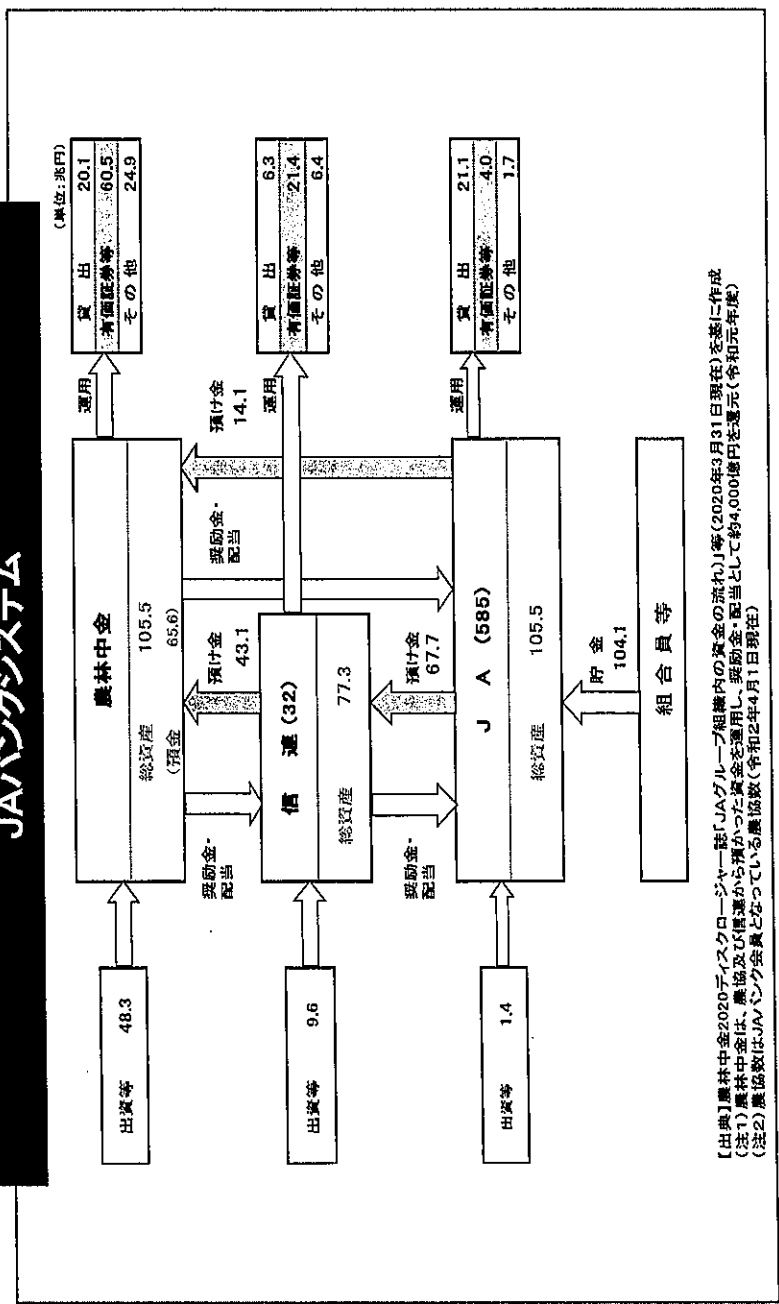 JAバンクシステム
(単位:兆円)
農林中金
総資産 105.5
(預金 65.6)
出資等 48.3
運用
貸出 20.1
有価証券等 60.5
その他 24.9
奨励金・
配当
預け金
43.1
奨励金・
配当
預け金
14.1
信連(32)
総資産 77.3
出資等 9.6
運用
貸出 6.3
有価証券等 21.4
その他 6.4
奨励金・
配当
預け金
67.7
JA(585)
総資産 105.5
出資等 1.4
運用
貸出 21.1
有価証券等 4.0
その他 1.7
貯金
104.1
組合員等
【出典】農林中金2020ディスクロージャー誌「JAグループ組織内の資金の流れ)」等(2020年3月31日現在)を基に作成
(注1)農林中金は、農協及び信連から預かった資金を運用し、奨励金・配当として約4,000億円を還元(令和元年度)
(注2)農協数はJAバンク会員となっている農協数(令和2年4月1日現在)